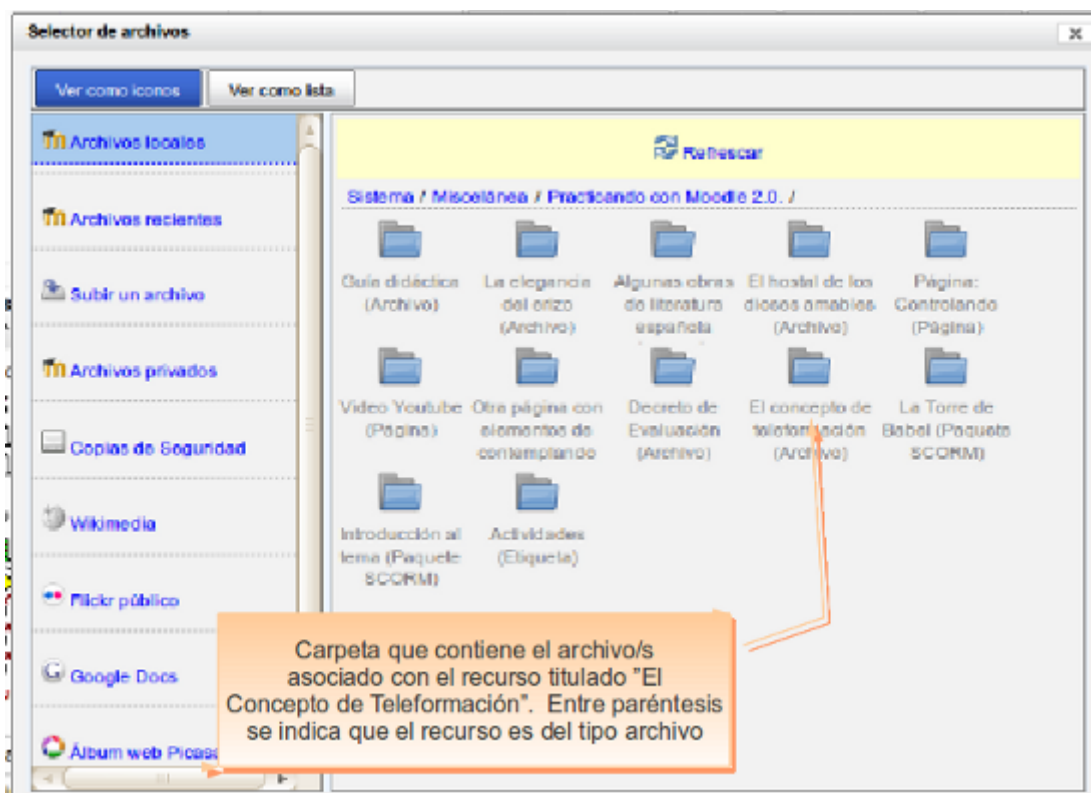 Selector de archivos
Ver como iconos
Ver como lista
Archivos locales
Archivos recientes
Subir un archivo
Archivos privados
Copias de Seguridad
Wikimedia
Flickr público
Google Docs
Álbum web Picasa
Refrescar
Sistema / Miscelánea / Practicando con Moodle 2.0. /
Guía didáctica
(Archivo)
La elegancia
del erizo
(Archivo)
Algunas obras
de literatura
española
El hostal de los
dioses amables
(Archivo)
Página:
Controlando
(Página)
Video Youtube
(Página)
Otra página con
elementos de
contemplando
Decreto de
Evaluación
(Archivo)
El concepto de
teleformación
(Archivo)
La Torre de
Babel (Paquete
SCORM)
Introducción al
tema (Paquete
SCORM)
Actividades
(Etiqueta)
Carpeta que contiene el archivo/s
asociado con el recurso titulado "El
Concepto de Teleformación". Entre paréntesis
se indica que el recurso es del tipo archivo